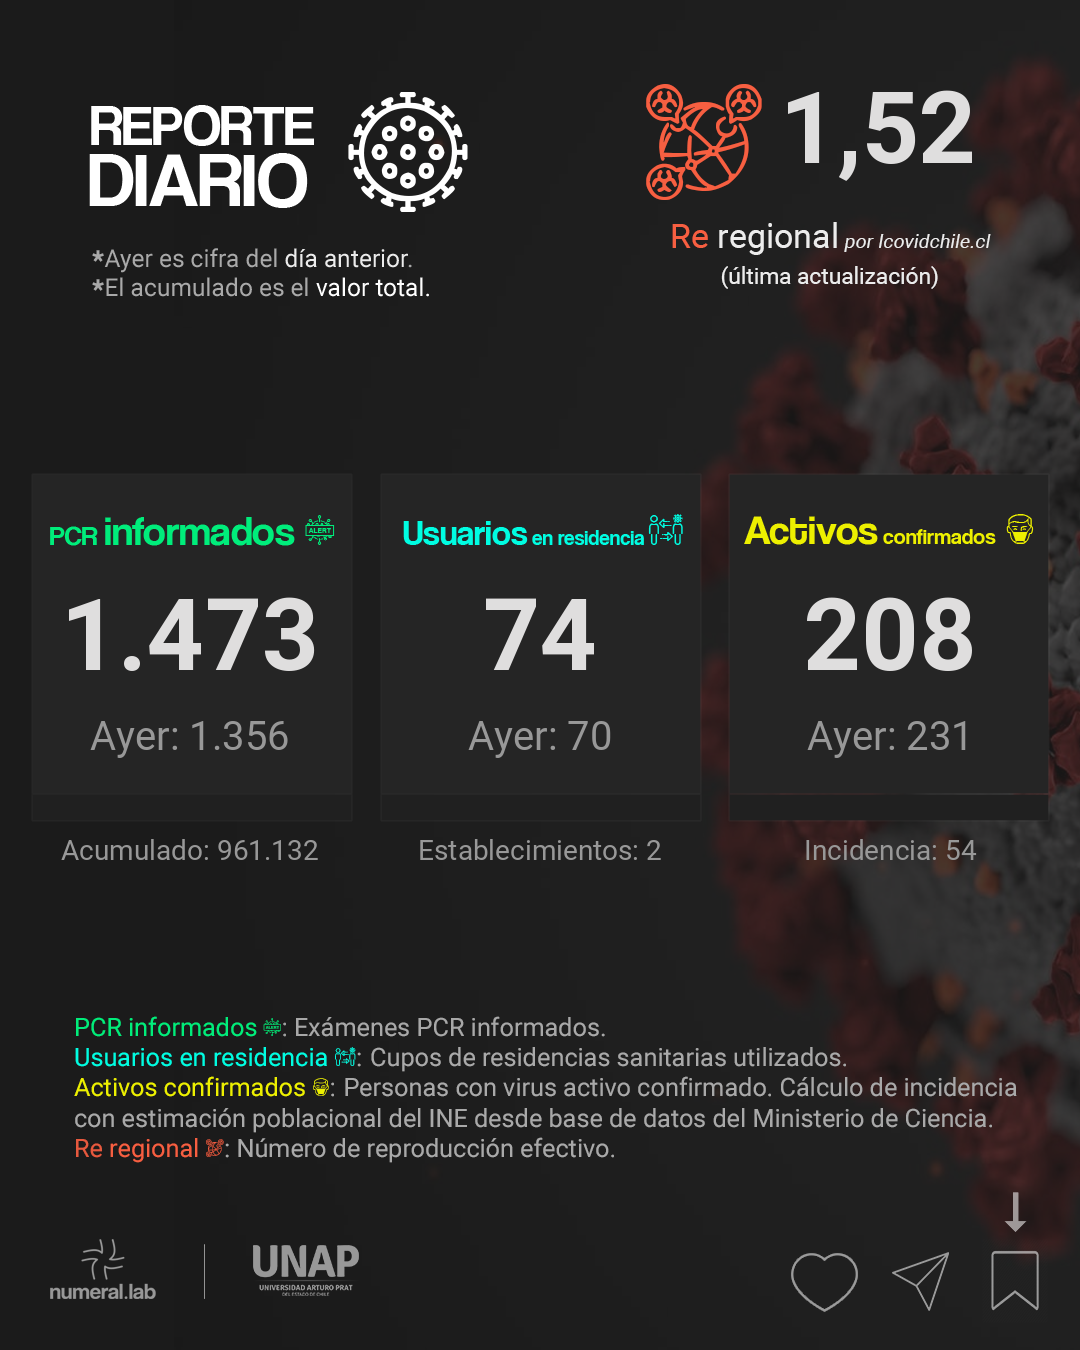 REPORTE
DIARIO
*Ayer es cifra del día anterior.
*El acumulado es el valor total.
1,52
Re regional por Icovidchile.cl
(última actualización)
PCR informados ALERT
1.473
Ayer: 1.356
Acumulado: 961.132
Usuarios en residencia
74
Ayer: 70
Establecimientos: 2
Activos confirmados
208
Ayer: 231
Incidencia: 54
PCR informados ALERT: Exámenes PCR informados.
Usuarios en residencia : Cupos de residencias sanitarias utilizados.
Activos confirmados : Personas con virus activo confirmado. Cálculo de incidencia
con estimación poblacional del INE desde base de datos del Ministerio de Ciencia.
Re regional : Número de reproducción efectivo.
numeral.lab
UNAP
UNIVERSIDAD ARTURO PRAT
DEL ESTADO DE CHILE